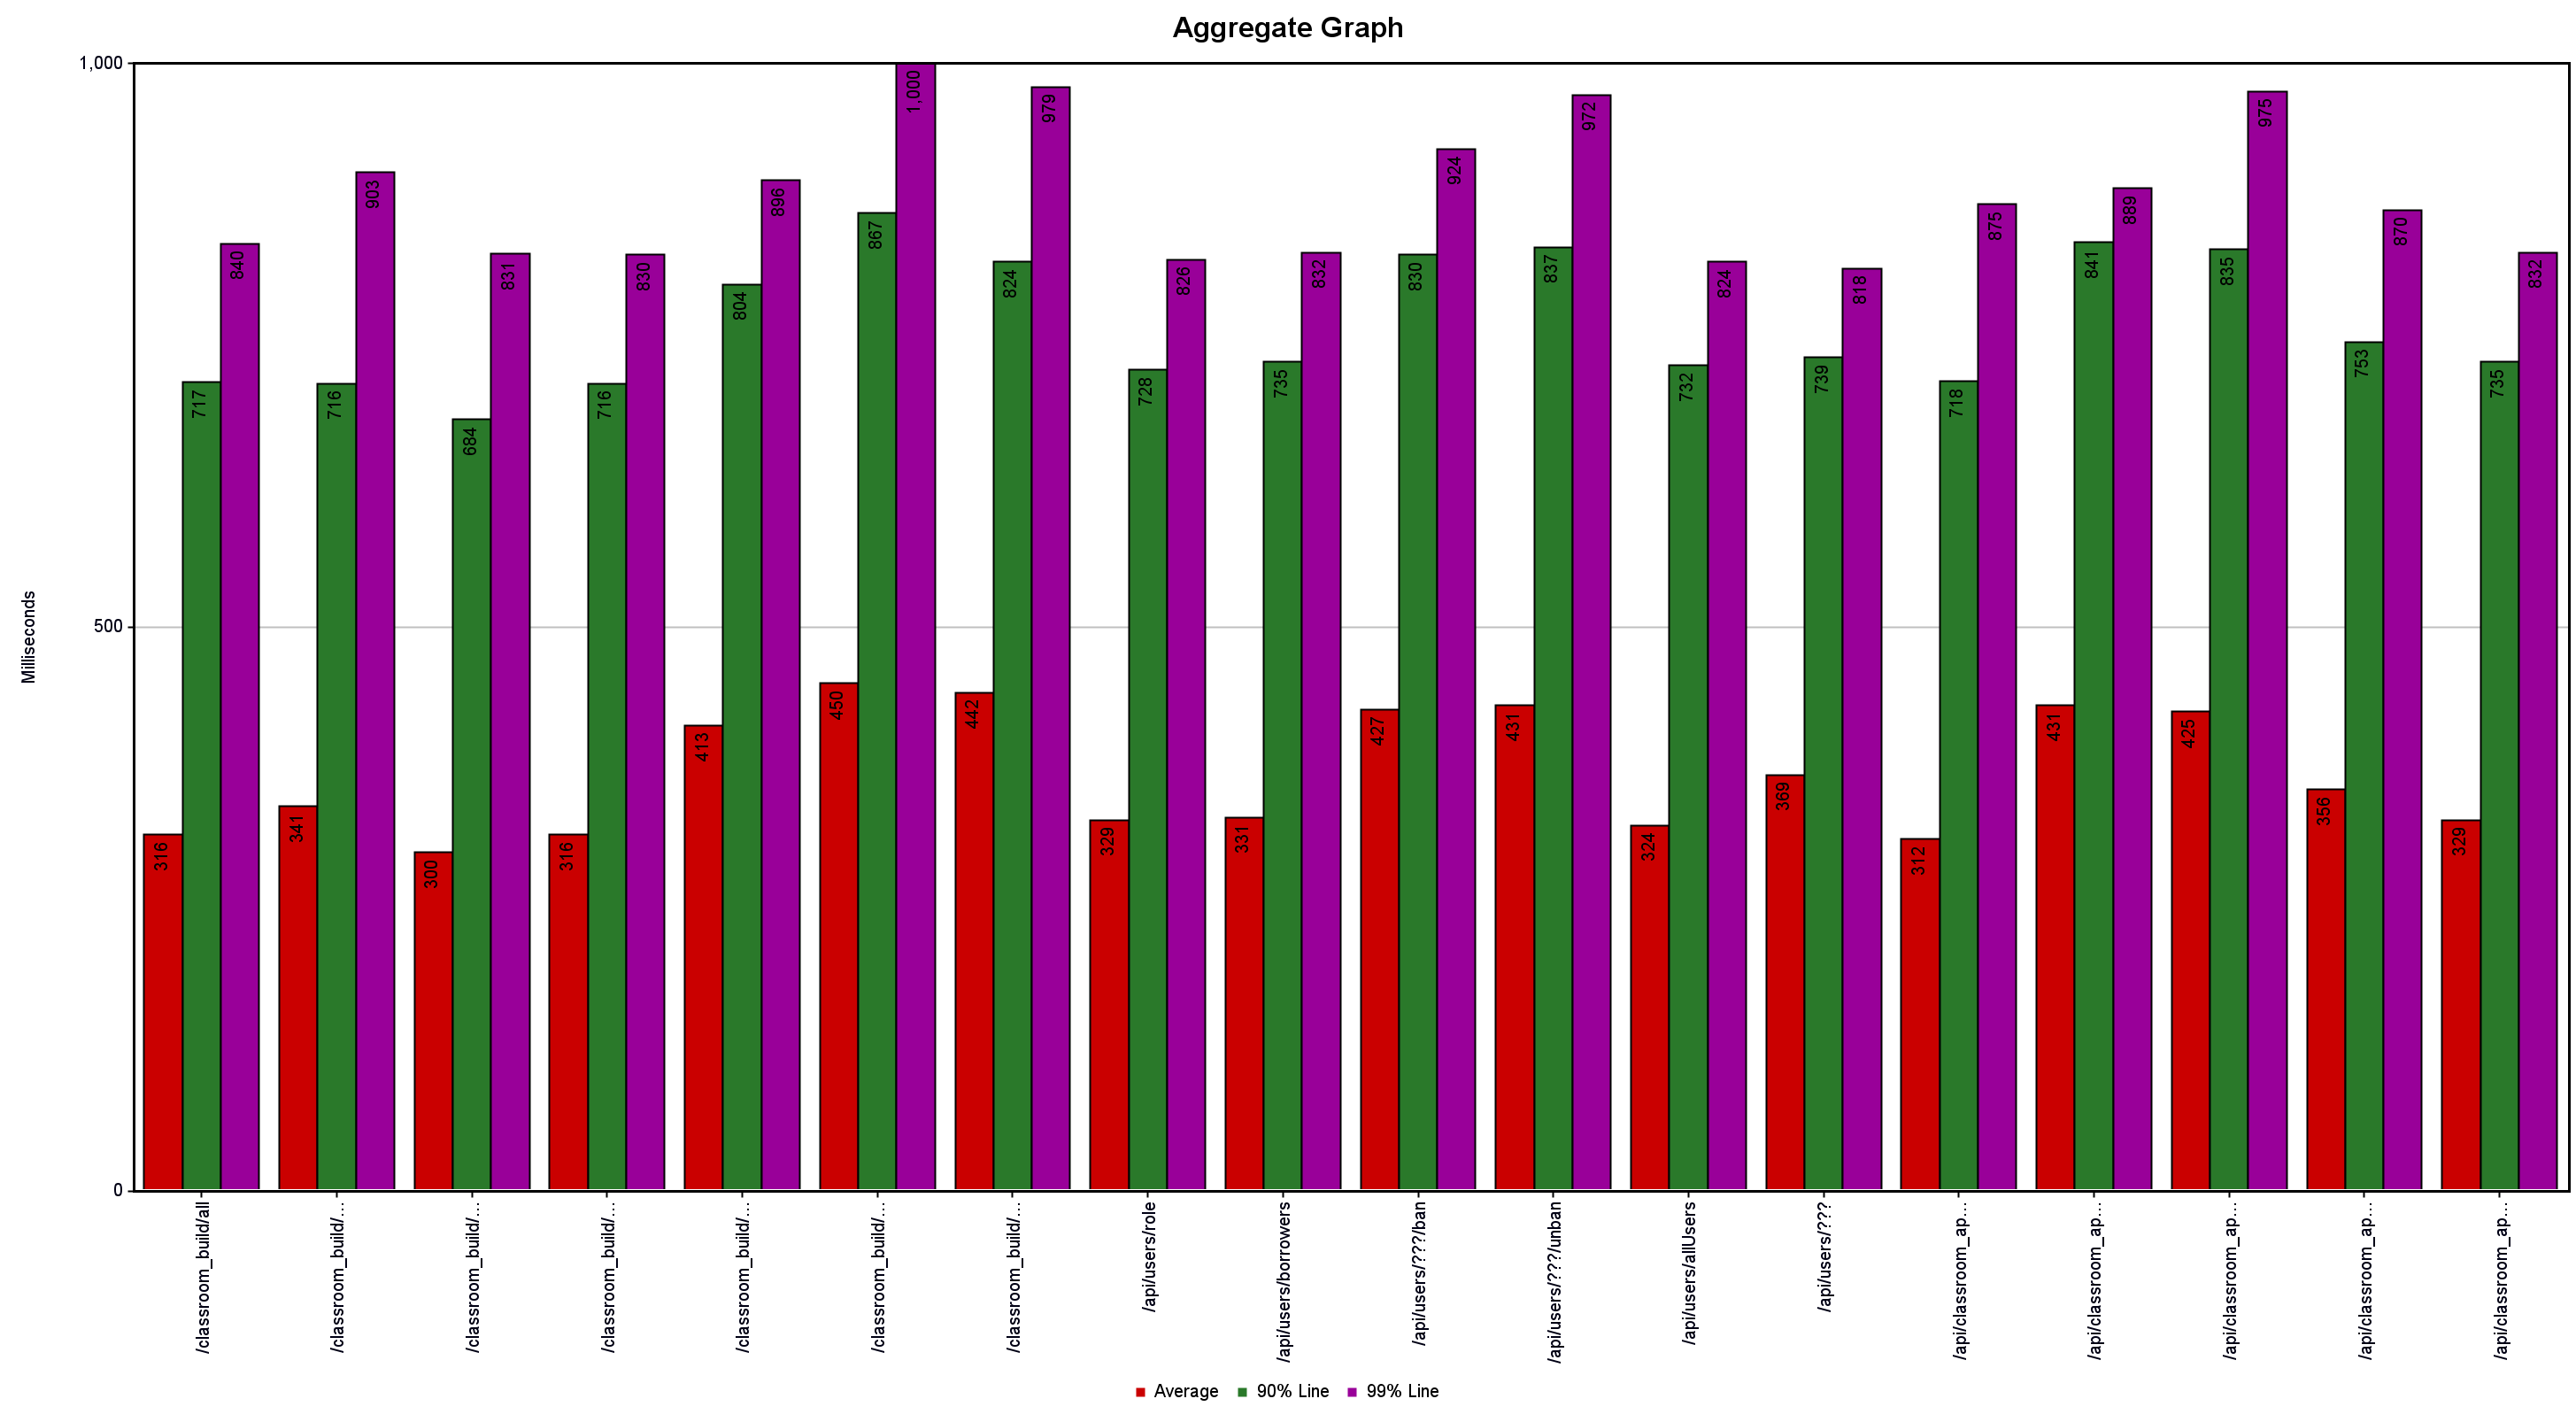 Aggregate Graph
1,000
500
0
Milliseconds
316
717
840
341
716
903
300
684
831
316
716
830
413
804
896
450
867
1,000
442
824
979
329
728
826
331
735
832
427
830
924
431
837
972
324
732
824
369
739
818
312
718
875
431
841
889
425
835
975
356
753
870
329
735
832
/classroom_build/all
/classroom_build/...
/classroom_build/...
/classroom_build/...
/classroom_build/...
/classroom_build/...
/classroom_build/...
/api/users/role
/api/users/borrowers
/api/users/???/ban
/api/users/???/unban
/api/users/allUsers
/api/users/???
/api/classroom_ap...
/api/classroom_ap...
/api/classroom_ap...
/api/classroom_ap...
/api/classroom_ap...
Average 90% Line 99% Line